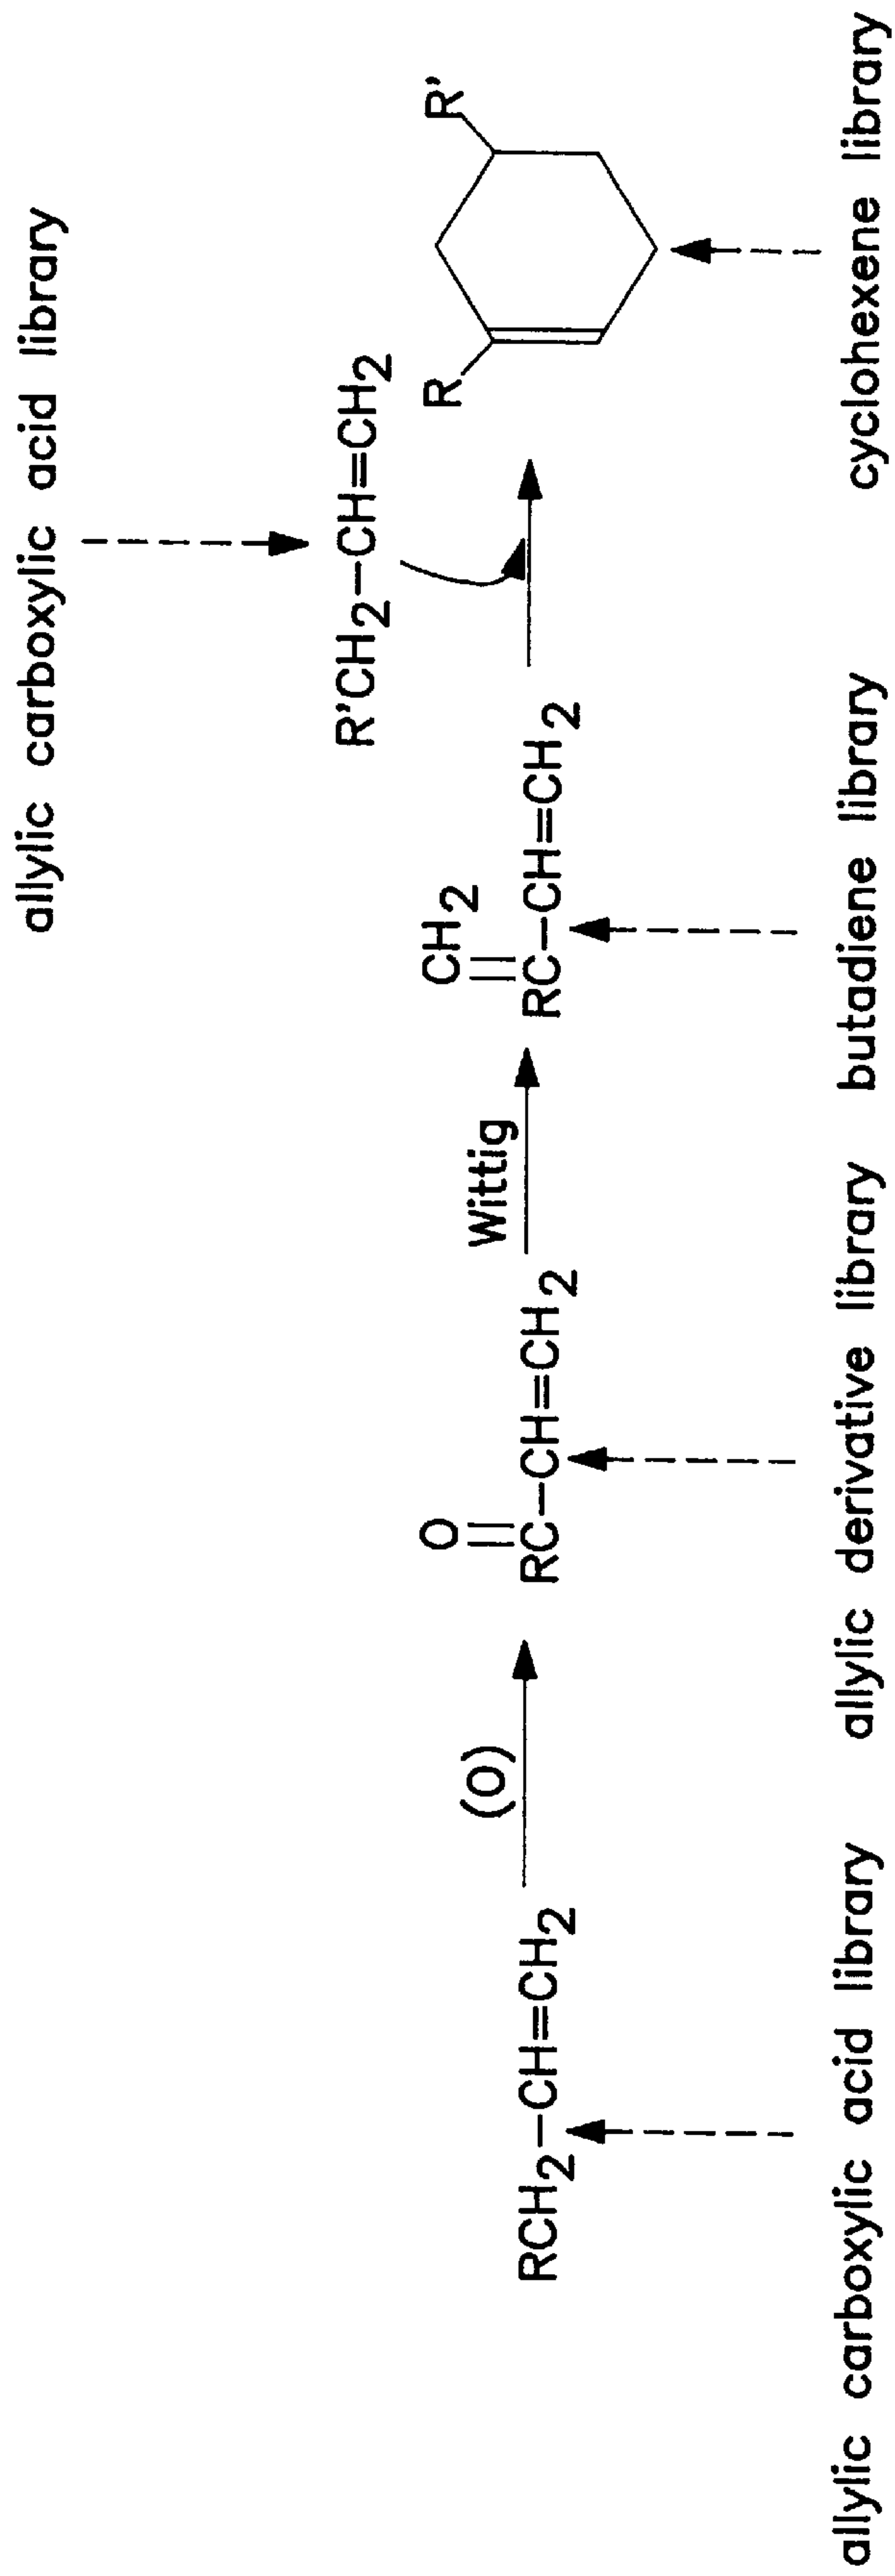 allylic carboxylic acid library
R'CH2-CH=CH2
RCH2-CH=CH2
(O)
O
RC-CH=CH2
Wittig
CH2
RC-CH=CH2
R
R'
allylic carboxylic acid library
allylic derivative library
butadiene library
cyclohexene library